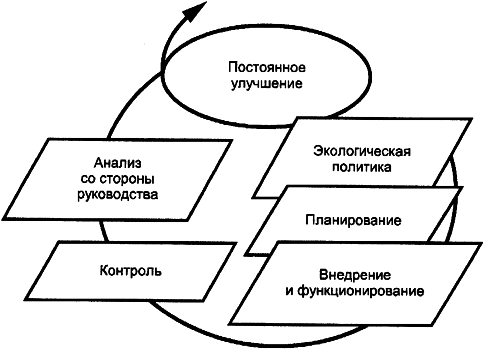 Постоянное
улучшение
Экологическая
политика
Планирование
Внедрение
и функционирование
Контроль
Анализ
со стороны
руководства